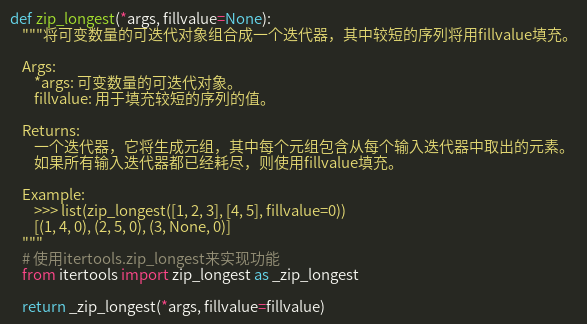 def zip_longest(*args, fillvalue=None):
"""将可变数量的可迭代对象组合成一个迭代器，其中较短的序列将用fillvalue填充。
Args:
*args: 可变数量的可迭代对象。
fillvalue: 用于填充较短的序列的值。
Returns:
一个迭代器，它将生成元组，其中每个元组包含从每个输入迭代器中取出的元素。
如果所有输入迭代器都已经耗尽，则使用fillvalue填充。
Example:
>>> list(zip_longest([1, 2, 3], [4, 5], fillvalue=0))
[(1, 4, 0), (2, 5, 0), (3, None, 0)]
"""
# 使用itertools.zip_longest来实现功能
from itertools import zip_longest as _zip_longest
return _zip_longest(*args, fillvalue=fillvalue)